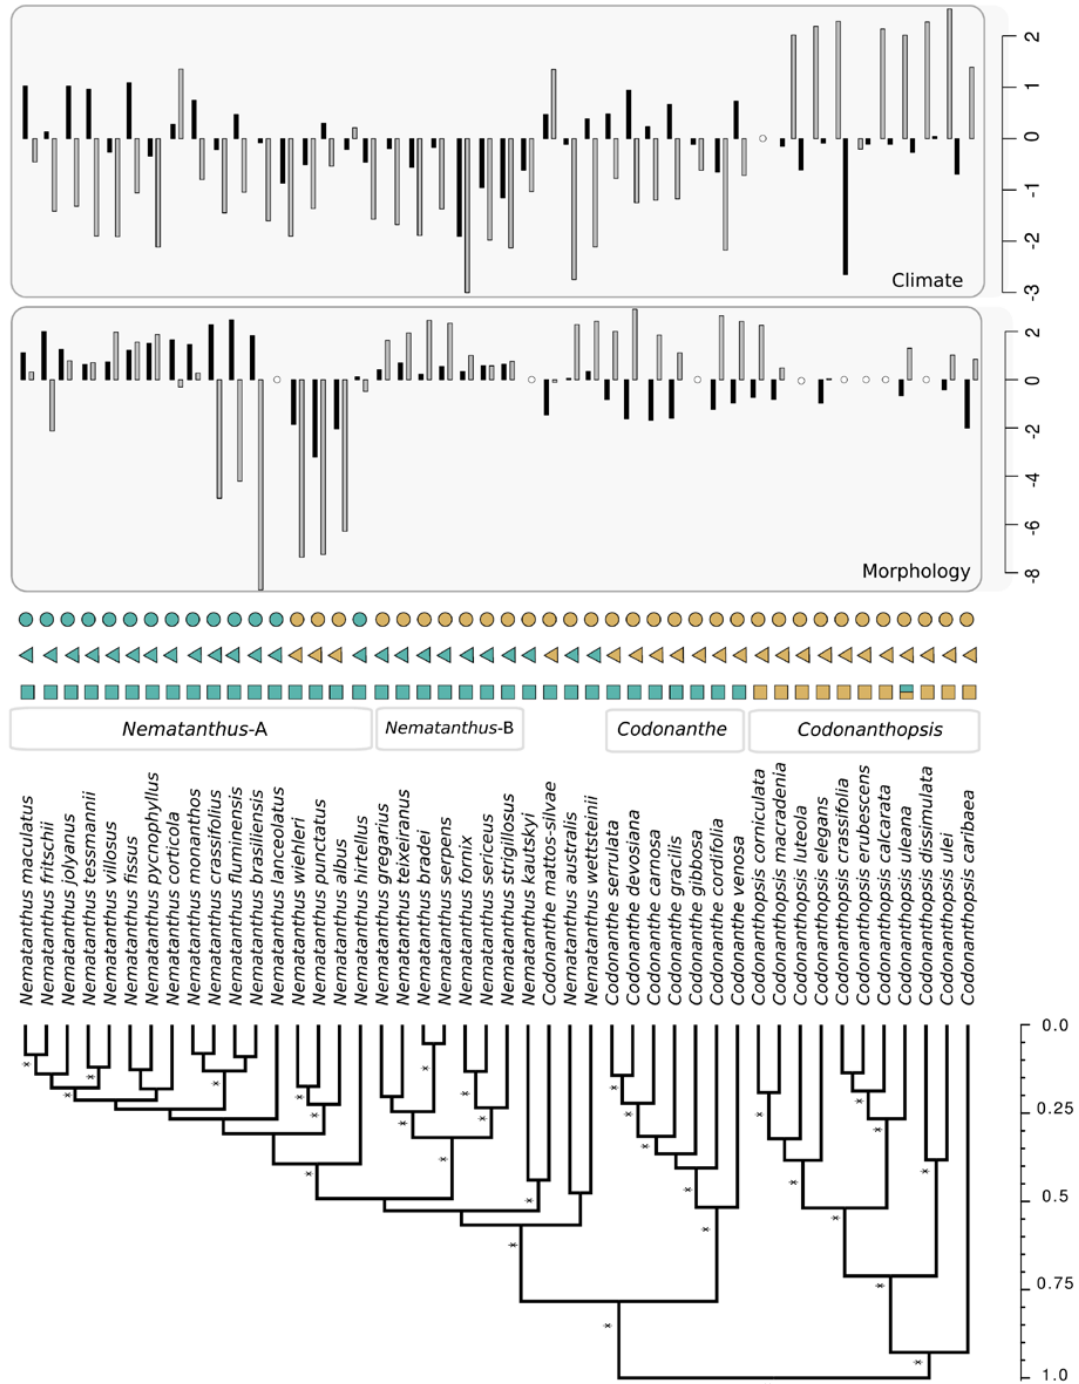 2
1
0
-1
-2
-3
Climate
2
0
-2
-4
-6
-8
Morphology
Nematanthus-A
Nematanthus-B
Codonanthe
Codonanthopsis
Nematanthus maculatus
Nematanthus fritschii
Nematanthus jolyanus
Nematanthus tessmannii
Nematanthus villosus
Nematanthus fissus
Nematanthus pycnophyllus
Nematanthus corticola
Nematanthus monanthos
Nematanthus crassifolius
Nematanthus fluminensis
Nematanthus brasiliensis
Nematanthus lanceolatus
Nematanthus wiehleri
Nematanthus punctatus
Nematanthus albus
Nematanthus hirtellus
Nematanthus gregarius
Nematanthus teixeiranus
Nematanthus bradei
Nematanthus serpens
Nematanthus fornix
Nematanthus sericeus
Nematanthus strigillosus
Nematanthus kautskyi
Codonanthe mattos-silvae
Nematanthus australis
Nematanthus wettsteinii
Codonanthe serrulata
Codonanthe devosiana
Codonanthe carnosa
Codonanthe gracilis
Codonanthe gibbosa
Codonanthe cordifolia
Codonanthe venosa
Codonanthopsis corniculata
Codonanthopsis macradenia
Codonanthopsis luteola
Codonanthopsis elegans
Codonanthopsis crassifolia
Codonanthopsis erubescens
Codonanthopsis calcarata
Codonanthopsis uleana
Codonanthopsis dissimulata
Codonanthopsis ulei
Codonanthopsis caribaea
0.0
0.25
0.5
0.75
1.0